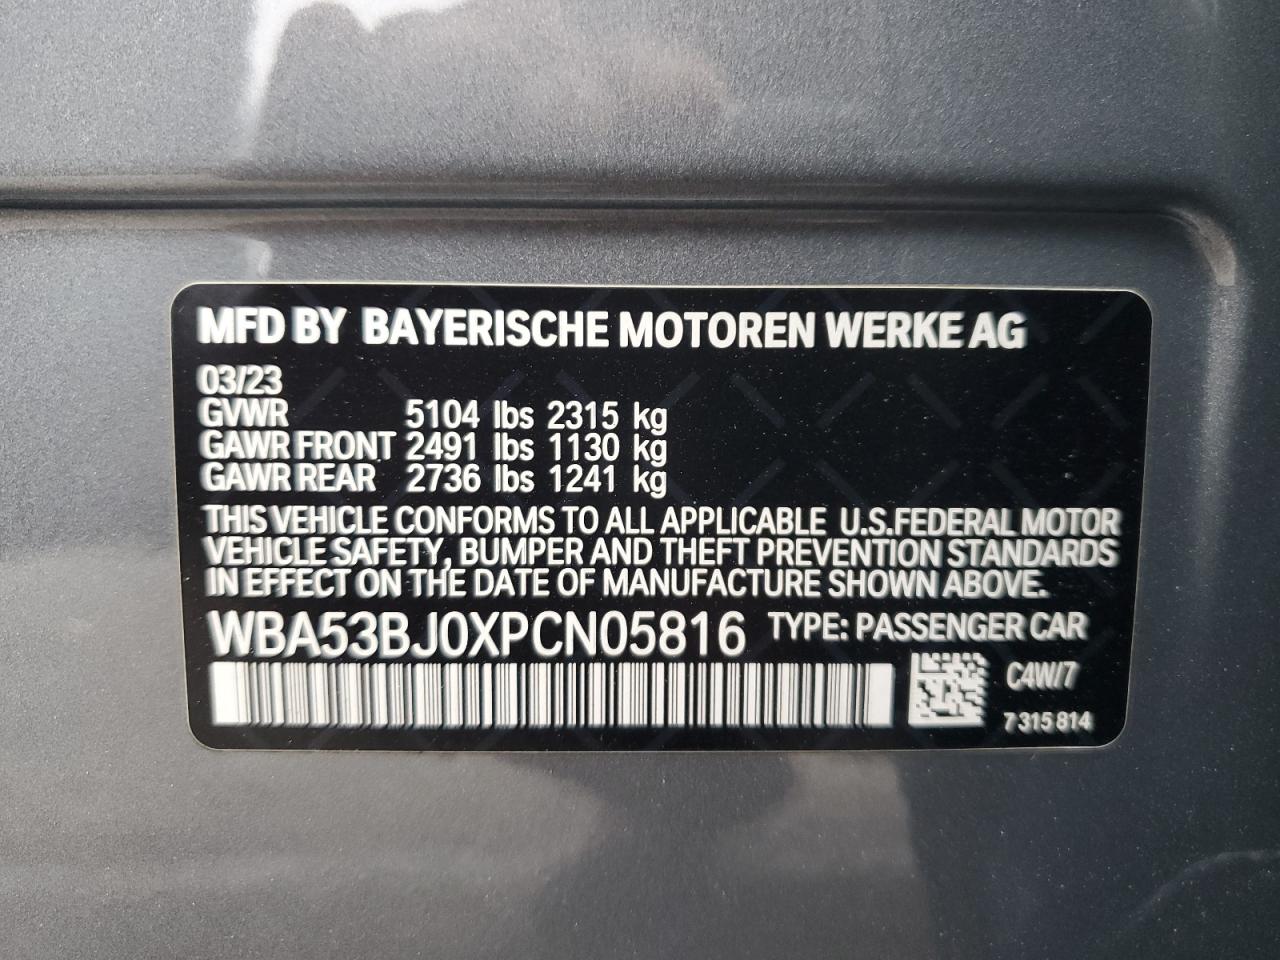 MFD BY BAYERISCHE MOTOREN WERKE AG
03/23
GVWR 5104 lbs 2315 kg
GAWR FRONT 2491 lbs 1130 kg
GAWR REAR 2736 lbs 1241 kg
THIS VEHICLE CONFORMS TO ALL APPLICABLE U.S.FEDERAL MOTOR
VEHICLE SAFETY, BUMPER AND THEFT PREVENTION STANDARDS
IN EFFECT ON THE DATE OF MANUFACTURE SHOWN ABOVE.
WBA53BJ0XPCN05816 TYPE: PASSENGER CAR
C4W/7
7 315 814